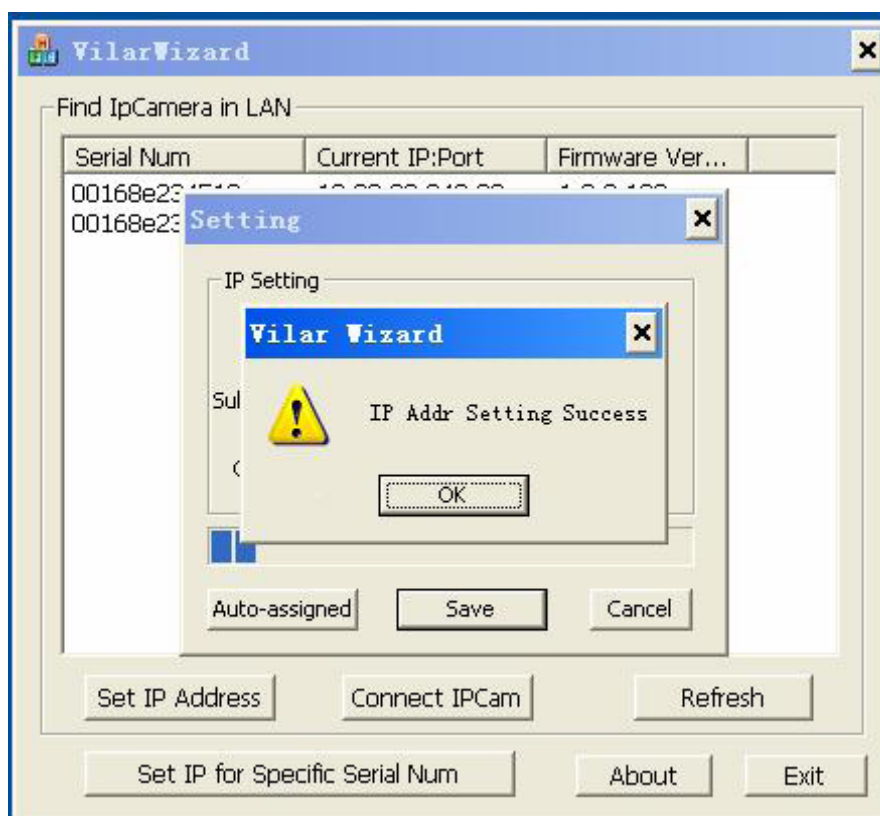 VilarWizard
Find IpCamera in LAN
Serial Num Current IP:Port Firmware Ver...
00168e23
00168e23
Setting
IP Setting
Vilar Wizard
IP Addr Setting Success
OK
Auto-assigned Save Cancel
Set IP Address Connect IPCam Refresh
Set IP for Specific Serial Num About Exit